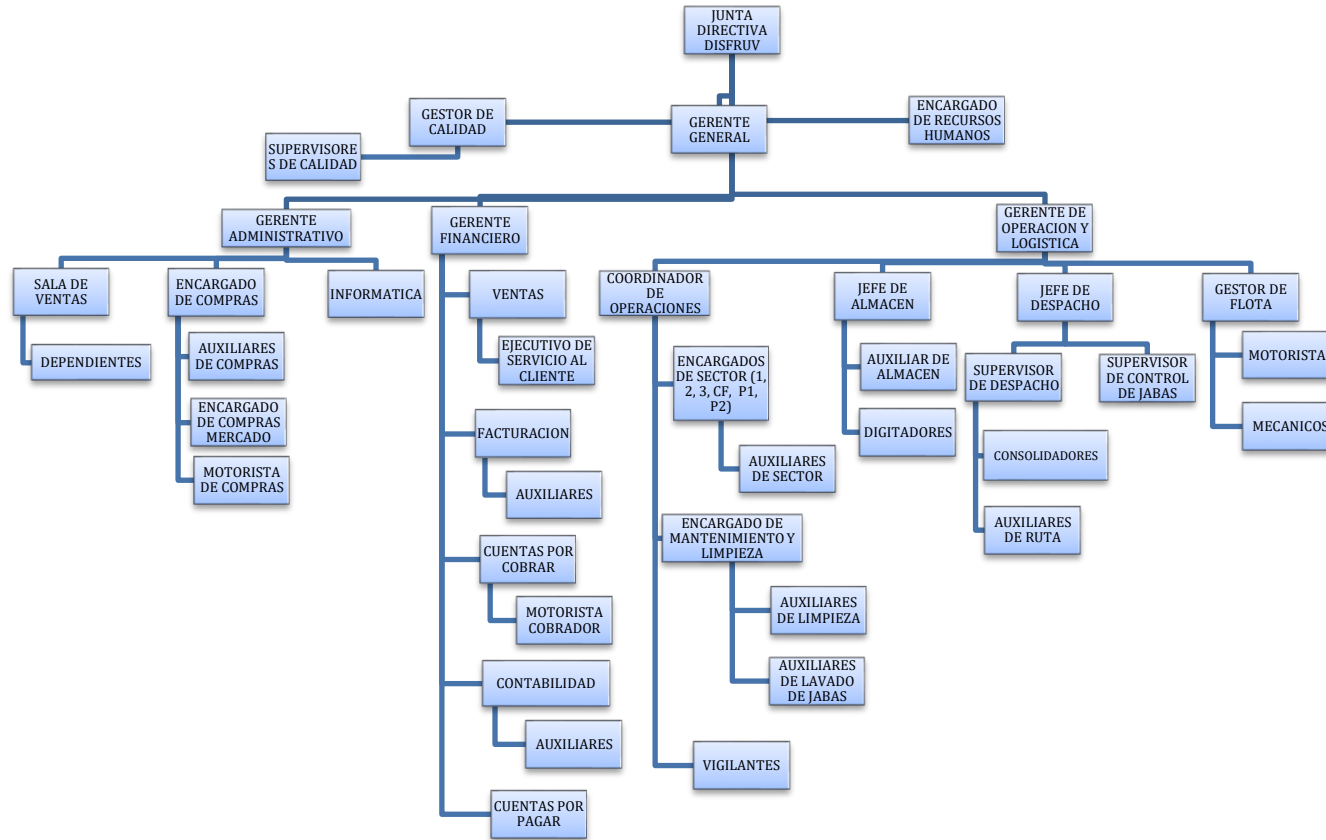 JUNTA
DIRECTIVA
DISFRUV
GESTOR DE
CALIDAD
GERENTE
GENERAL
ENCARGADO
DE RECURSOS
HUMANOS
SUPERVISORE
S DE CALIDAD
GERENTE
ADMINISTRATIVO
GERENTE
FINANCIERO
GERENTE DE
OPERACION Y
LOGISTICA
SALA DE
VENTAS
ENCARGADO
DE COMPRAS
INFORMATICA
DEPENDIENTES
AUXILIARES
DE COMPRAS
ENCARGADO
DE COMPRAS
MERCADO
MOTORISTA
DE COMPRAS
VENTAS
EJECUTIVO DE
SERVICIO AL
CLIENTE
FACTURACION
AUXILIARES
CUENTAS POR
COBRAR
MOTORISTA
COBRADOR
CONTABILIDAD
AUXILIARES
CUENTAS POR
PAGAR
COORDINADOR
DE
OPERACIONES
ENCARGADOS
DE SECTOR (1,
2, 3, CF, P1,
P2)
AUXILIARES
DE SECTOR
ENCARGADO DE
MANTENIMIENTO Y
LIMPIEZA
AUXILIARES
DE LIMPIEZA
AUXILIARES
DE LAVADO
DE JABAS
VIGILANTES
JEFE DE
ALMACEN
AUXILIAR DE
ALMACEN
DIGITADORES
JEFE DE
DESPACHO
SUPERVISOR
DE DESPACHO
CONSOLIDADORES
AUXILIARES
DE RUTA
SUPERVISOR
DE CONTROL
DE JABAS
GESTOR DE
FLOTA
MOTORISTA
MECANICOS